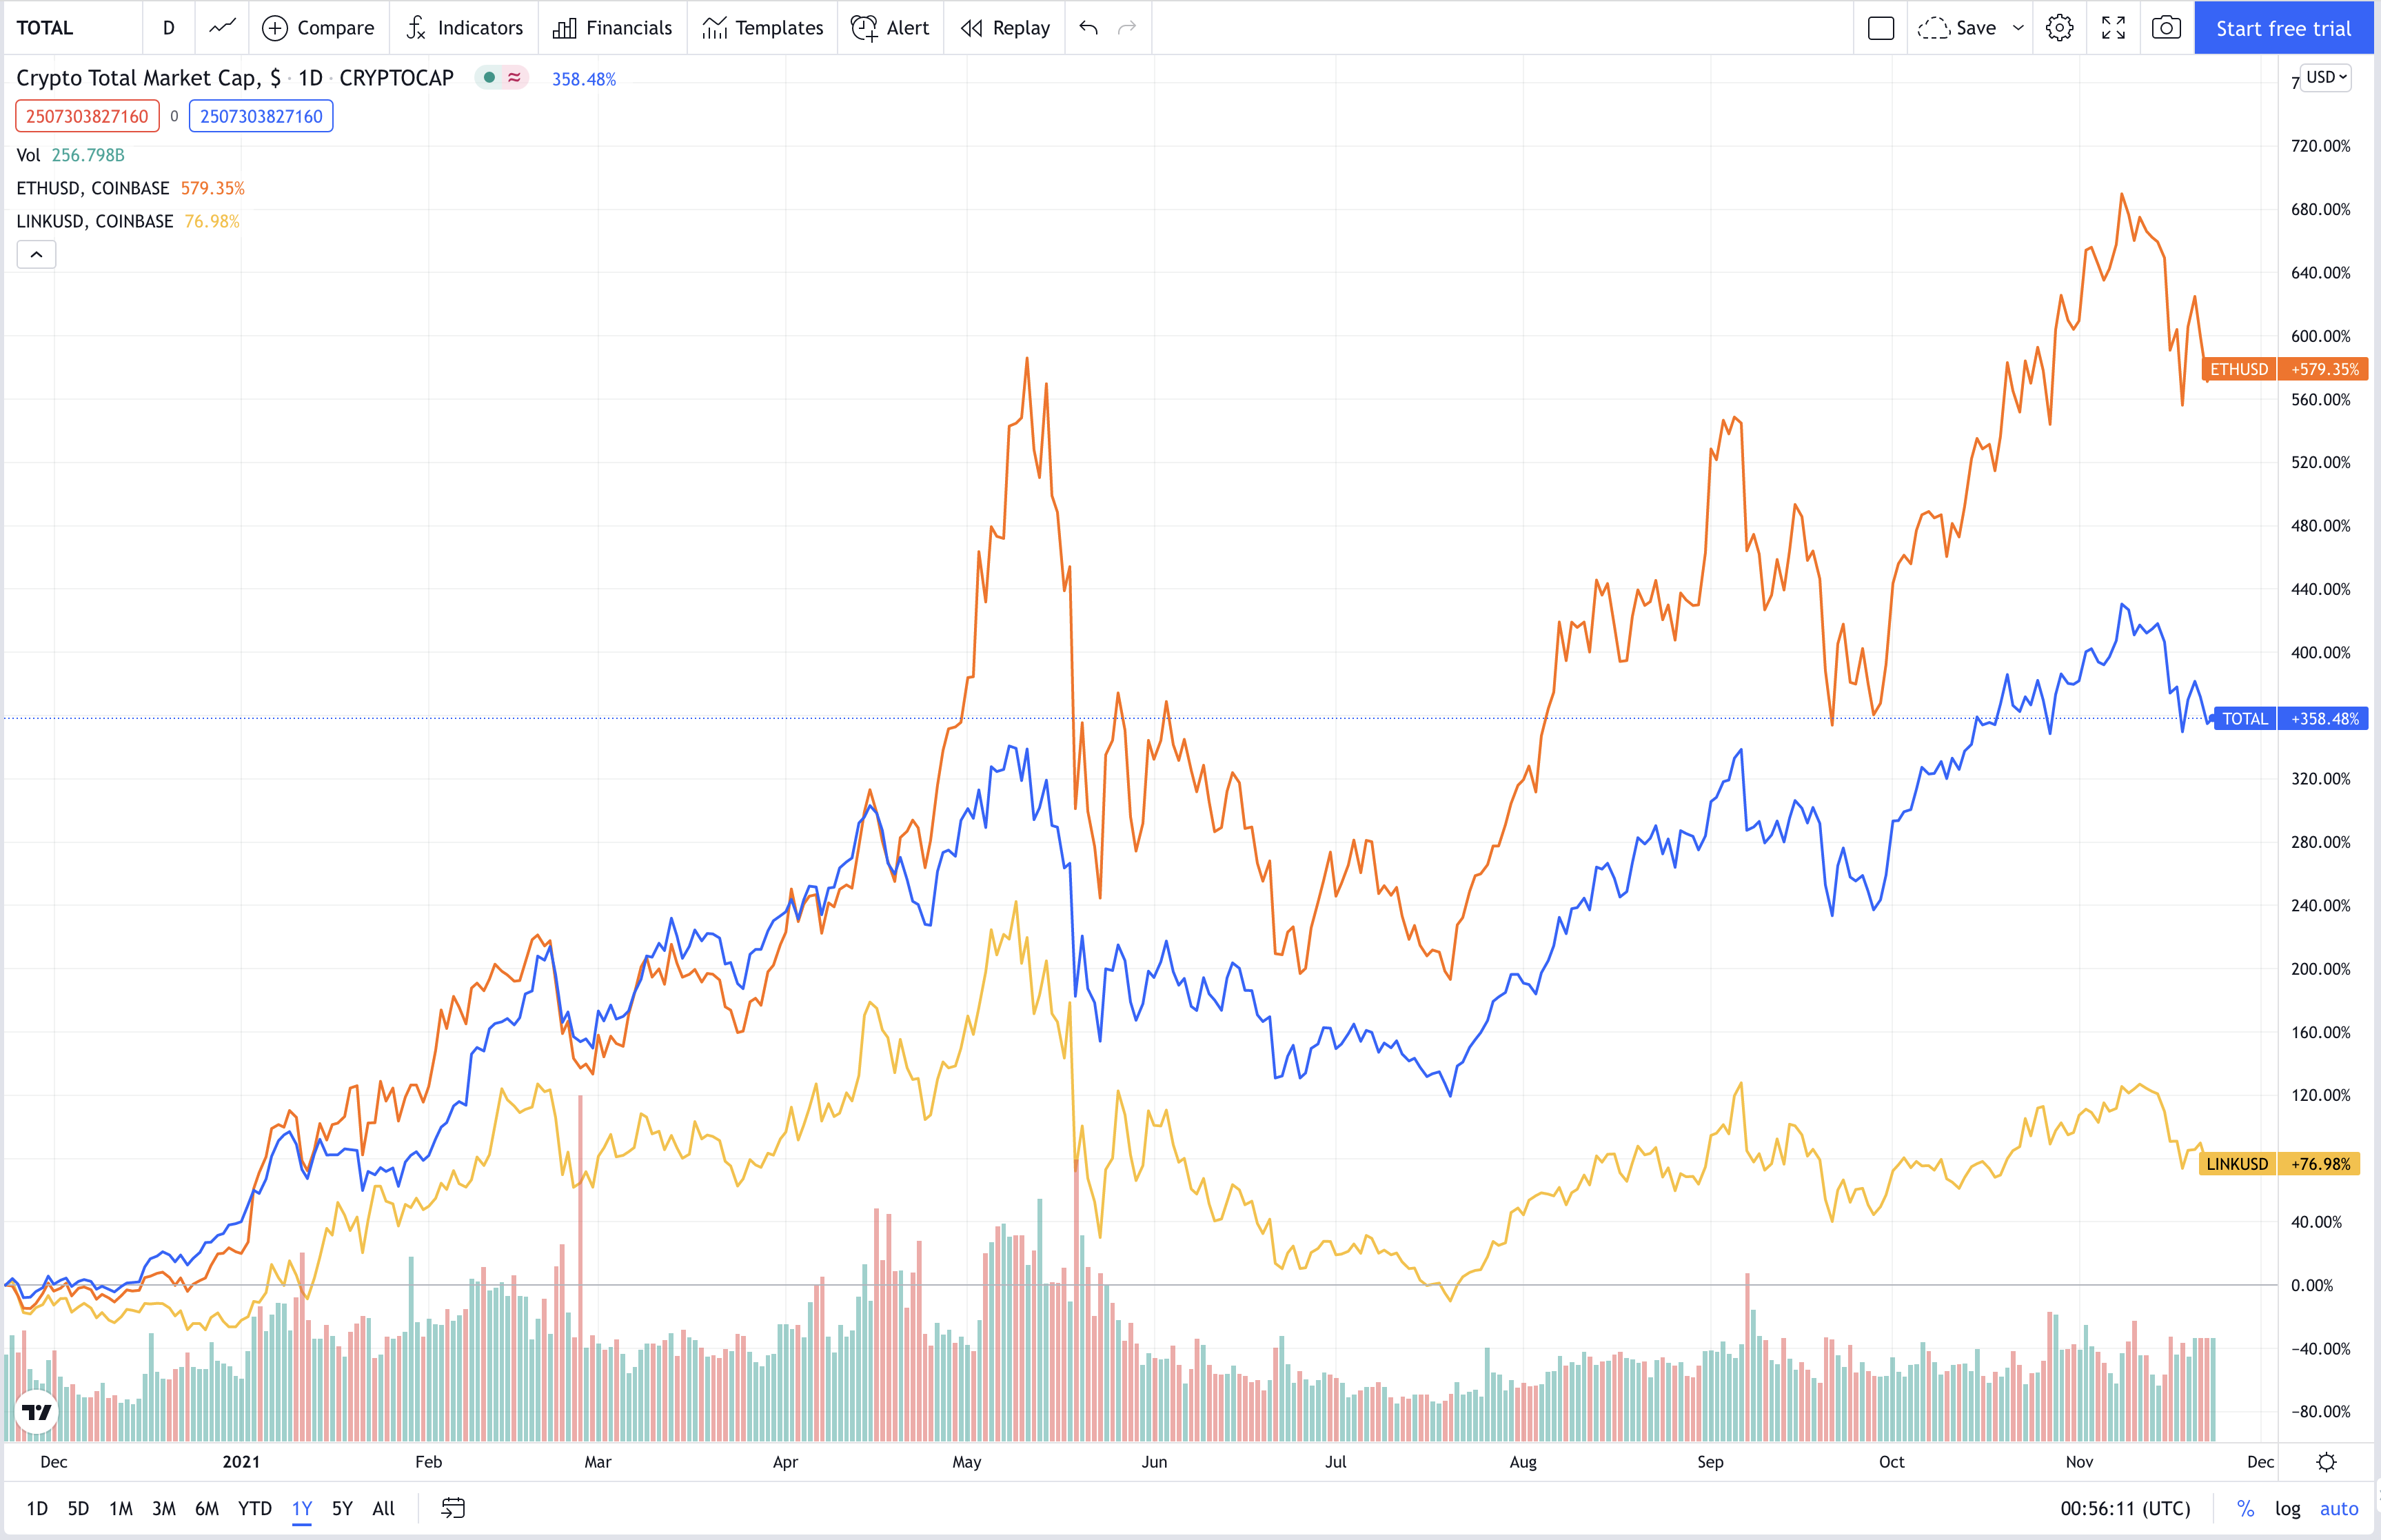 TOTAL D Compare Indicators Financials Templates Alert Replay Save Start free trial
Crypto Total Market Cap, $ · 1D · CRYPTOCAP 358.48%
2507303827160 0 2507303827160
Vol 256.798B
ETHUSD, COINBASE 579.35%
LINKUSD, COINBASE 76.98%
USD
720.00%
680.00%
640.00%
600.00%
ETHUSD +579.35%
560.00%
520.00%
480.00%
440.00%
400.00%
TOTAL +358.48%
320.00%
280.00%
240.00%
200.00%
160.00%
120.00%
LINKUSD +76.98%
40.00%
0.00%
−40.00%
−80.00%
Dec 2021 Feb Mar Apr May Jun Jul Aug Sep Oct Nov Dec
1D 5D 1M 3M 6M YTD 1Y 5Y All 00:56:11 (UTC) % log auto